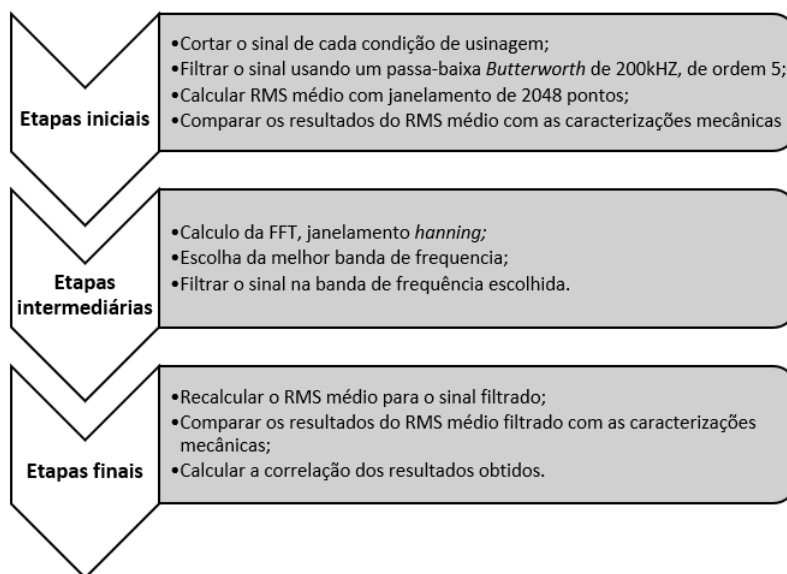 Etapas iniciais
•Cortar o sinal de cada condição de usinagem;
•Filtrar o sinal usando um passa-baixa Butterworth de 200kHZ, de ordem 5;
•Calcular RMS médio com janelamento de 2048 pontos;
•Comparar os resultados do RMS médio com as caracterizações mecânicas
Etapas
intermediárias
•Calculo da FFT, janelamento hanning;
•Escolha da melhor banda de frequencia;
•Filtrar o sinal na banda de frequência escolhida.
Etapas finais
•Recalcular o RMS médio para o sinal filtrado;
•Comparar os resultados do RMS médio filtrado com as caracterizações
mecânicas;
•Calcular a correlação dos resultados obtidos.